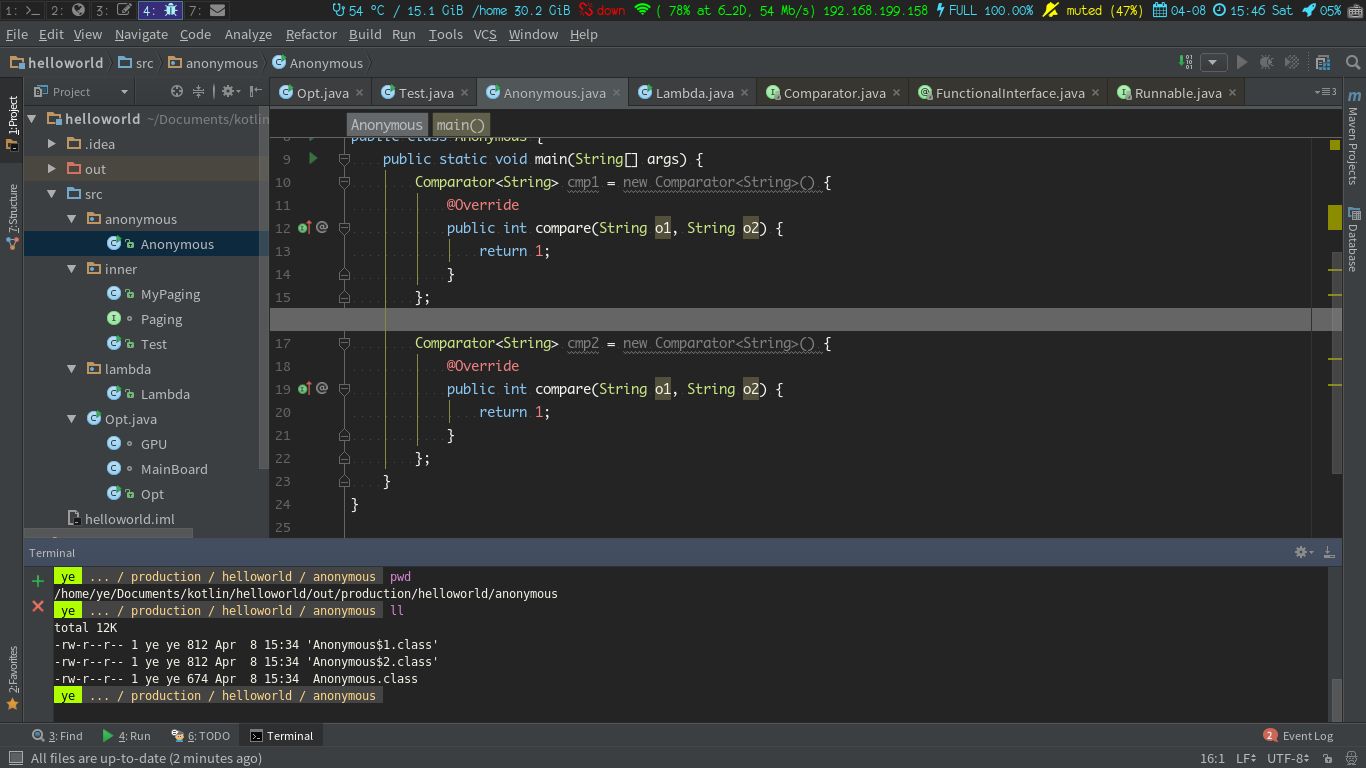 1: >_ 2: 3: 4: 7: 54 °C / 15.1 GiB /home 30.2 GiB down ( 78% at 6_2D, 54 Mb/s) 192.168.199.158 FULL 100.00% muted (47%) 04-08 15:46 Sat 05%
File Edit View Navigate Code Analyze Refactor Build Run Tools VCS Window Help
helloworld src anonymous Anonymous
Project
Opt.java Test.java Anonymous.java Lambda.java Comparator.java FunctionalInterface.java Runnable.java
1:Project
7:Structure
2:Favorites
helloworld ~/Documents/kotlin
.idea
out
src
anonymous
Anonymous
inner
MyPaging
Paging
Test
lambda
Lambda
Opt.java
GPU
MainBoard
Opt
helloworld.iml
Anonymous main()
8 public class Anonymous {
9 public static void main(String[] args) {
10 Comparator<String> cmp1 = new Comparator<String>() {
11 @Override
12 public int compare(String o1, String o2) {
13 return 1;
14 }
15 };
17 Comparator<String> cmp2 = new Comparator<String>() {
18 @Override
19 public int compare(String o1, String o2) {
20 return 1;
21 }
22 };
23 }
24 }
25
Maven Projects
Database
Terminal
ye ... / production / helloworld / anonymous pwd
/home/ye/Documents/kotlin/helloworld/out/production/helloworld/anonymous
ye ... / production / helloworld / anonymous ll
total 12K
-rw-r--r-- 1 ye ye 812 Apr  8 15:34 'Anonymous$1.class'
-rw-r--r-- 1 ye ye 812 Apr  8 15:34 'Anonymous$2.class'
-rw-r--r-- 1 ye ye 674 Apr  8 15:34  Anonymous.class
ye ... / production / helloworld / anonymous
3: Find 4: Run 6: TODO Terminal 2 Event Log
All files are up-to-date (2 minutes ago) 16:1 LF UTF-8